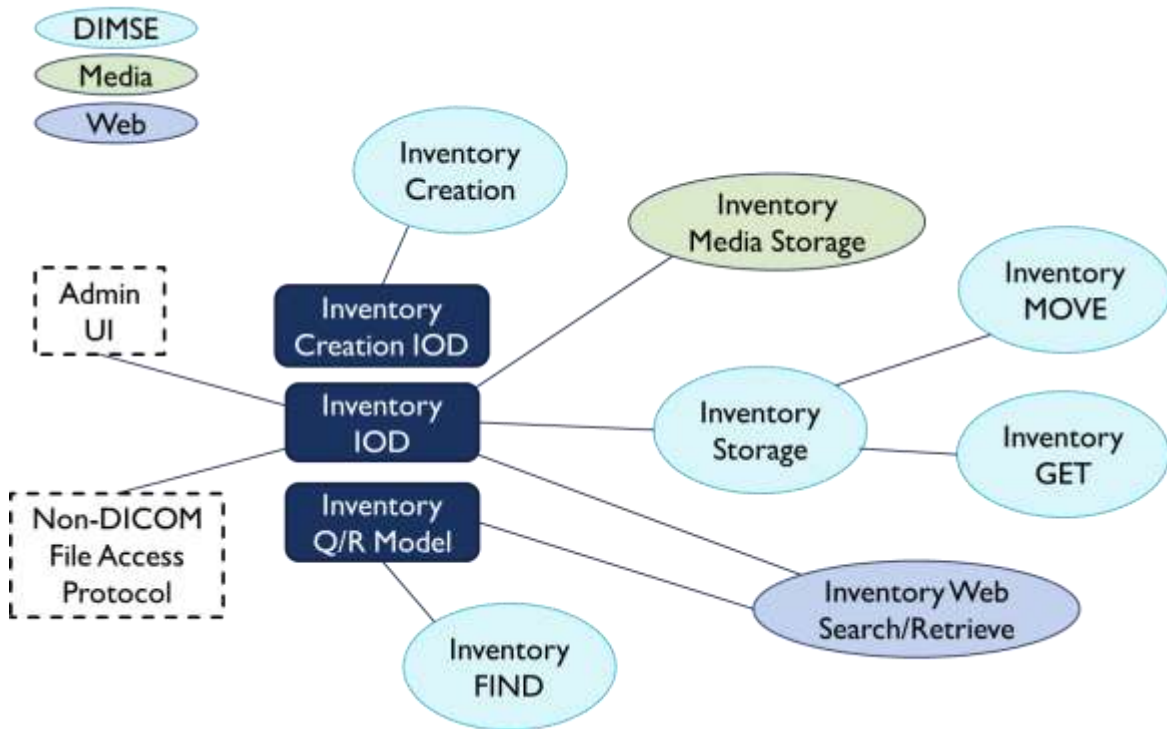 DIMSE
Media
Web
Inventory
Creation
Inventory
Media Storage
Inventory
MOVE
Admin
UI
Inventory
Creation IOD
Inventory
IOD
Inventory
Storage
Inventory
GET
Non-DICOM
File Access
Protocol
Inventory
Q/R Model
Inventory Web
Search/Retrieve
Inventory
FIND